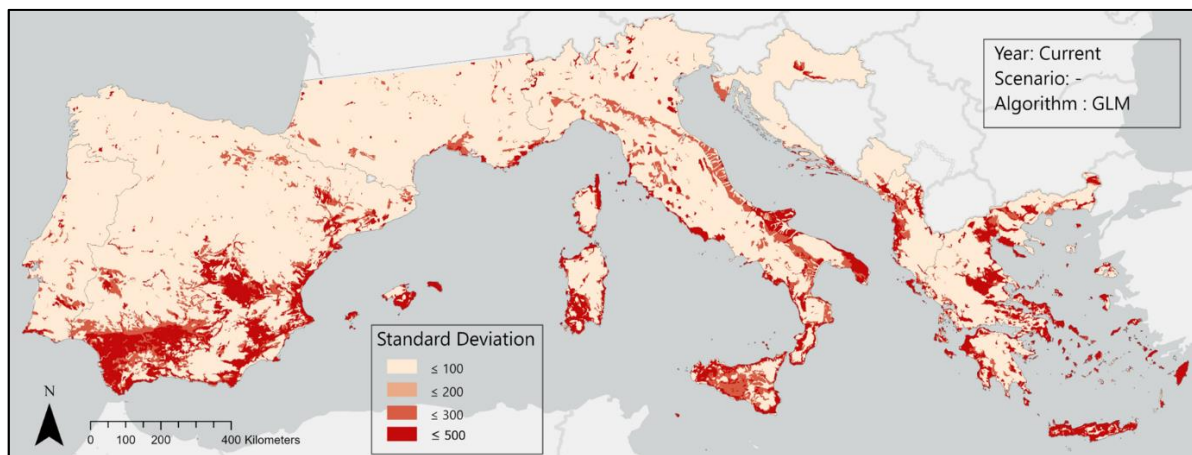 Year: Current
Scenario: -
Algorithm : GLM
Standard Deviation
≤ 100
≤ 200
≤ 300
≤ 500
N
0 100 200 400 Kilometers